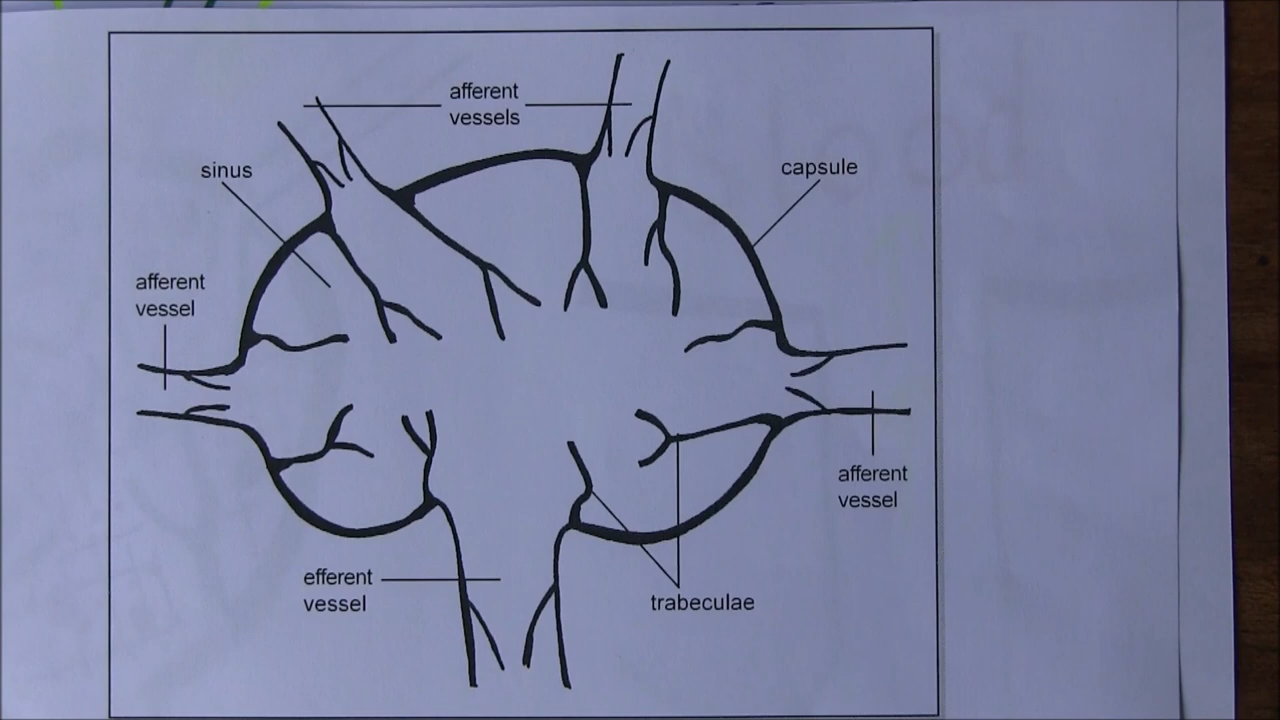 afferent
vessels
sinus
capsule
afferent
vessel
afferent
vessel
efferent
vessel
trabeculae